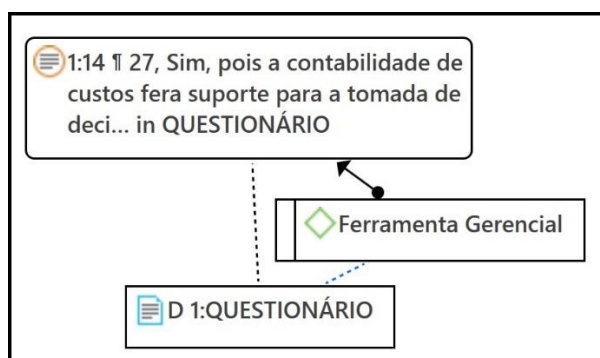 1:14 ¶ 27, Sim, pois a contabilidade de
custos fera suporte para a tomada de
deci... in QUESTIONÁRIO
Ferramenta Gerencial
D 1:QUESTIONÁRIO